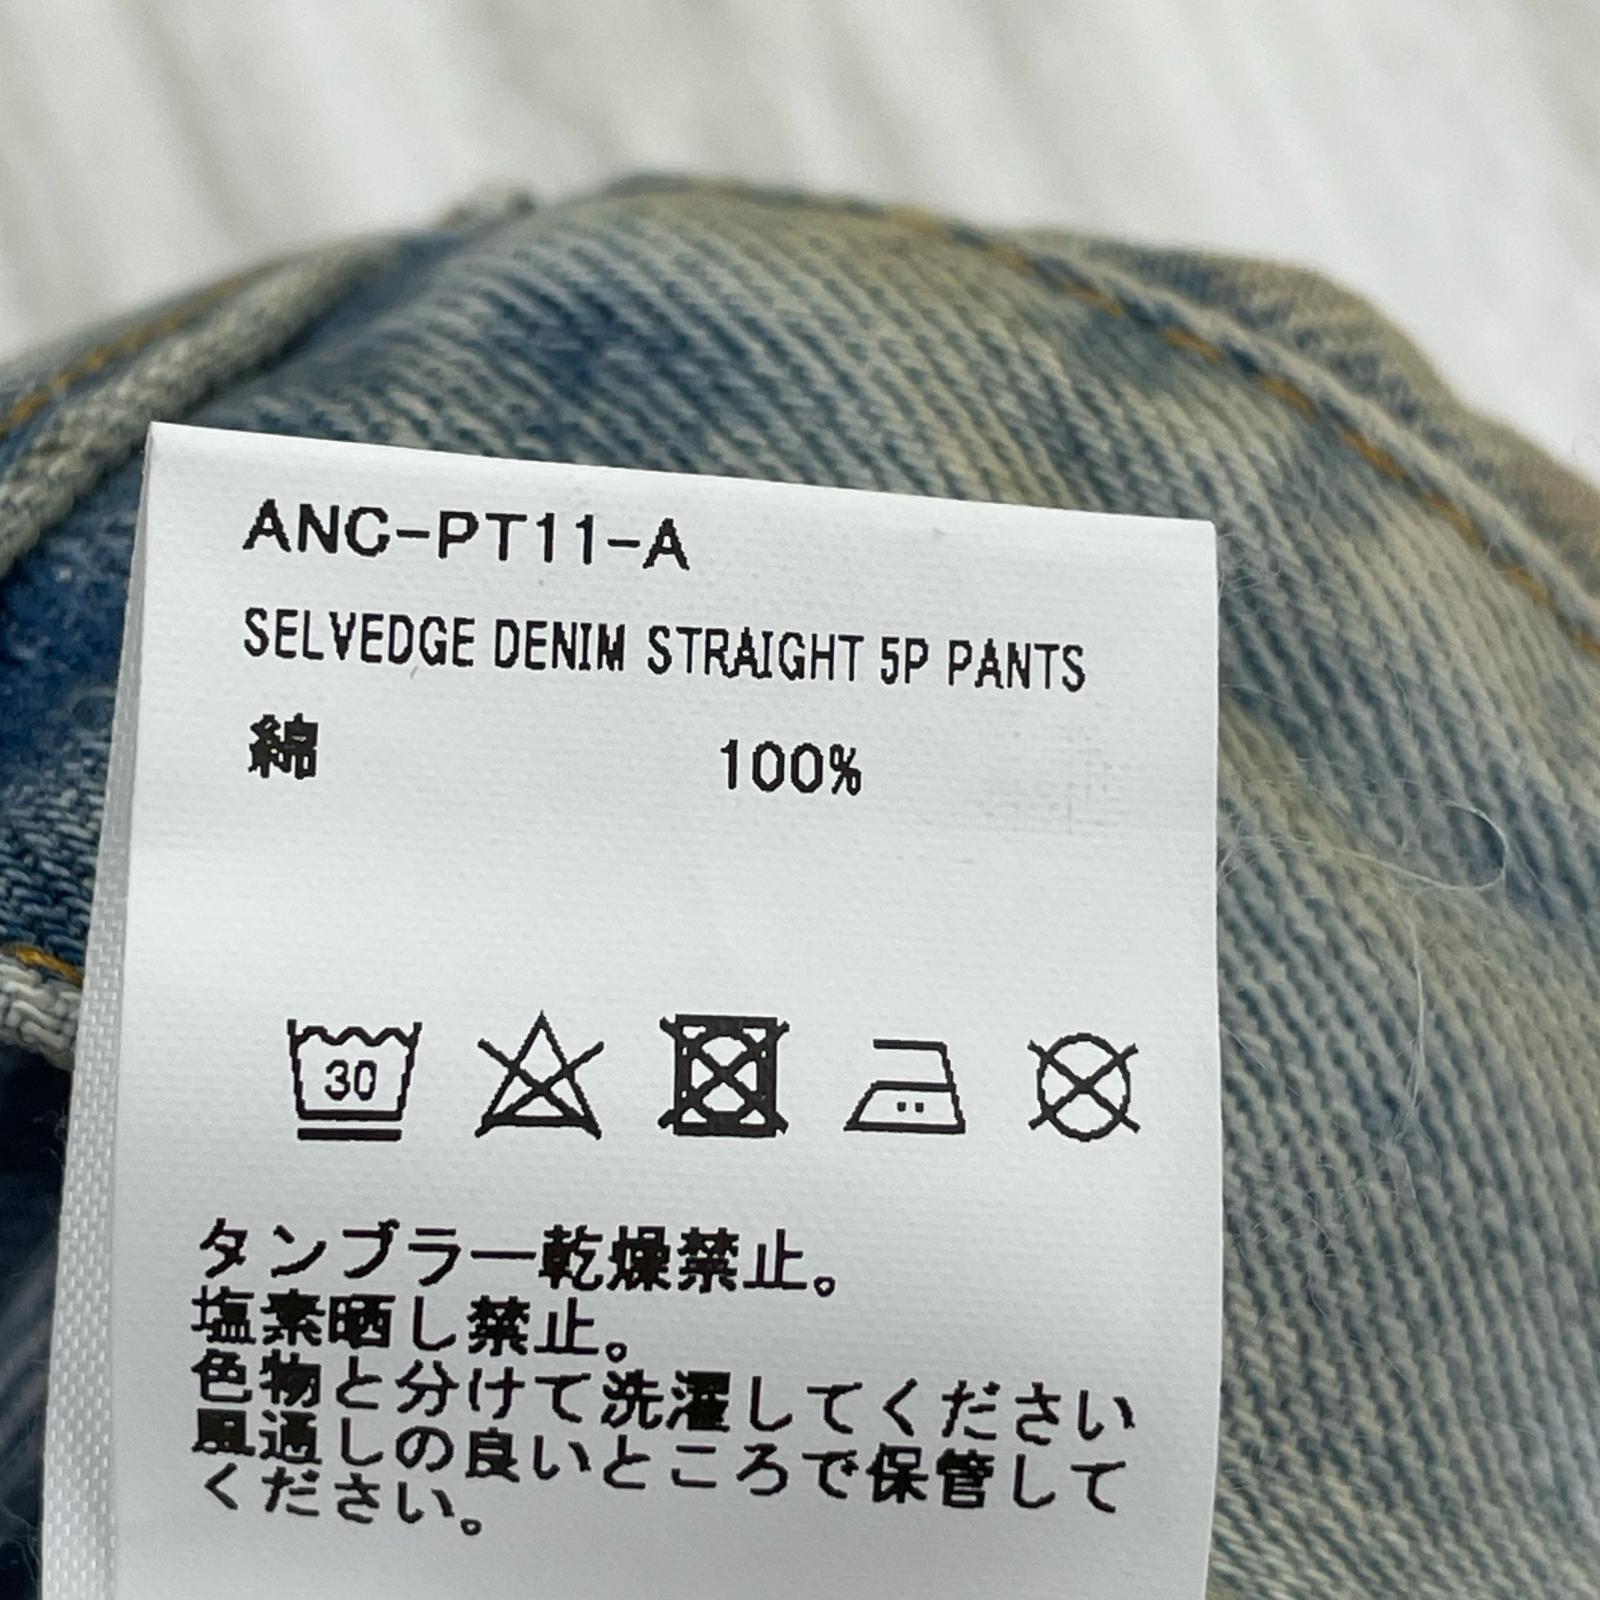 ANC-PT11-A
SELVEDGE DENIM STRAIGHT 5P PANTS
綿 100%
30
タンブラー乾燥禁止。
塩素晒し禁止。
色物と分けて洗濯してください
風通しの良いところで保管して
ください。